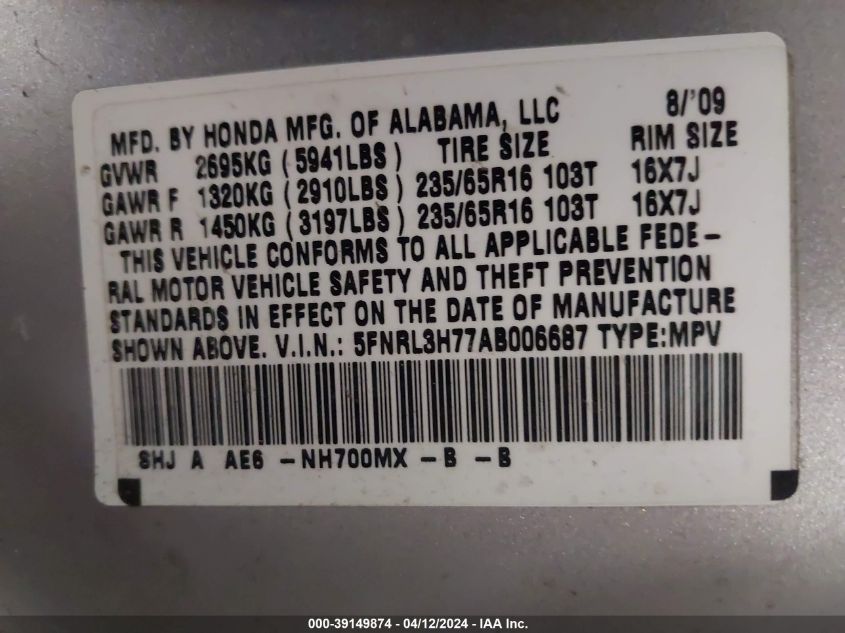 MFD. BY HONDA MFG. OF ALABAMA, LLC 8/'09
GVWR 2695KG (5941LBS) TIRE SIZE RIM SIZE
GAWR F 1320KG (2910LBS) 235/65R16 103T 16X7J
GAWR R 1450KG (3197LBS) 235/65R16 103T 16X7J
THIS VEHICLE CONFORMS TO ALL APPLICABLE FEDE-
RAL MOTOR VEHICLE SAFETY AND THEFT PREVENTION
STANDARDS IN EFFECT ON THE DATE OF MANUFACTURE
SHOWN ABOVE. V.I.N.: 5FNRL3H77AB006687 TYPE:MPV
SHJ A AE6 -NH700MX -B -B
000-39149874 - 04/12/2024 - IAA Inc.